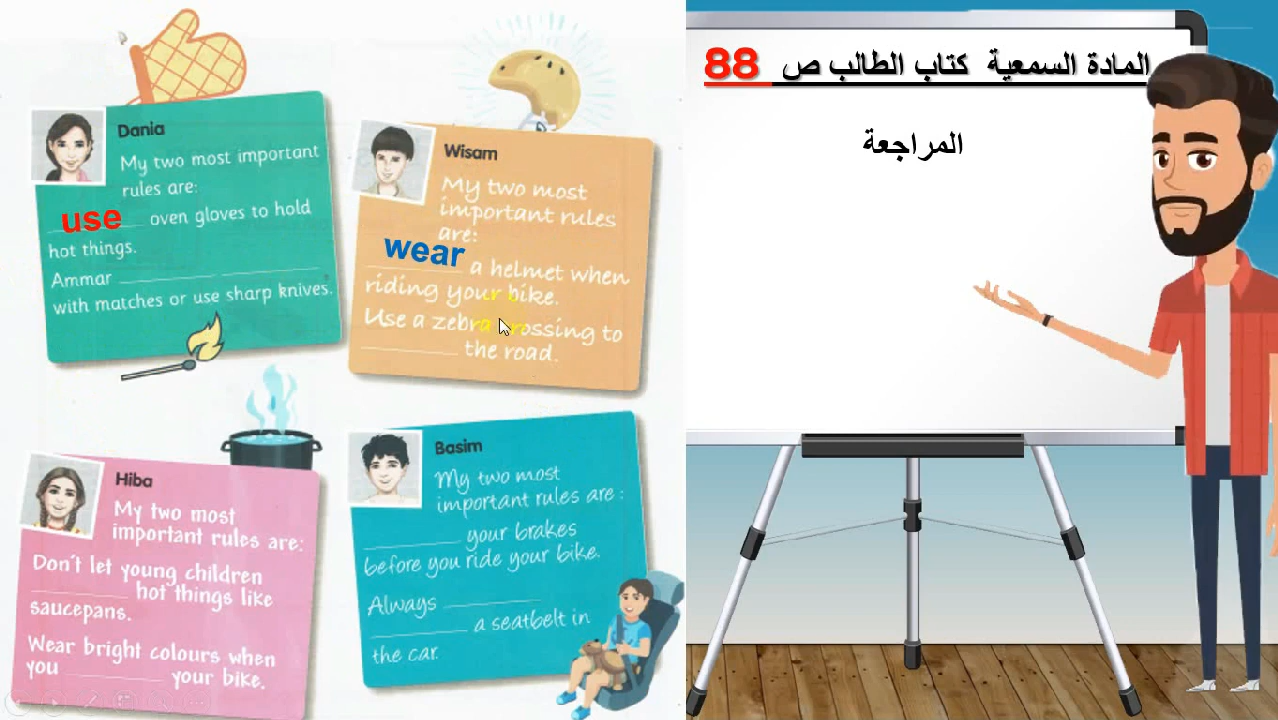 Dania
My two most important
rules are:
use oven gloves to hold
hot things.
Ammar
with matches or use sharp knives.
Wisam
My two most
important rules
are:
wear a helmet when
riding your bike.
Use a zebra crossing to
the road.
Hiba
My two most
important rules are:
Don't let young children
hot things like
saucepans.
Wear bright colours when
you your bike.
Basim
My two most
important rules are :
your brakes
before you ride your bike.
Always
a seatbelt in
the car.
المادة السمعية كتاب الطالب ص 88
المراجعة